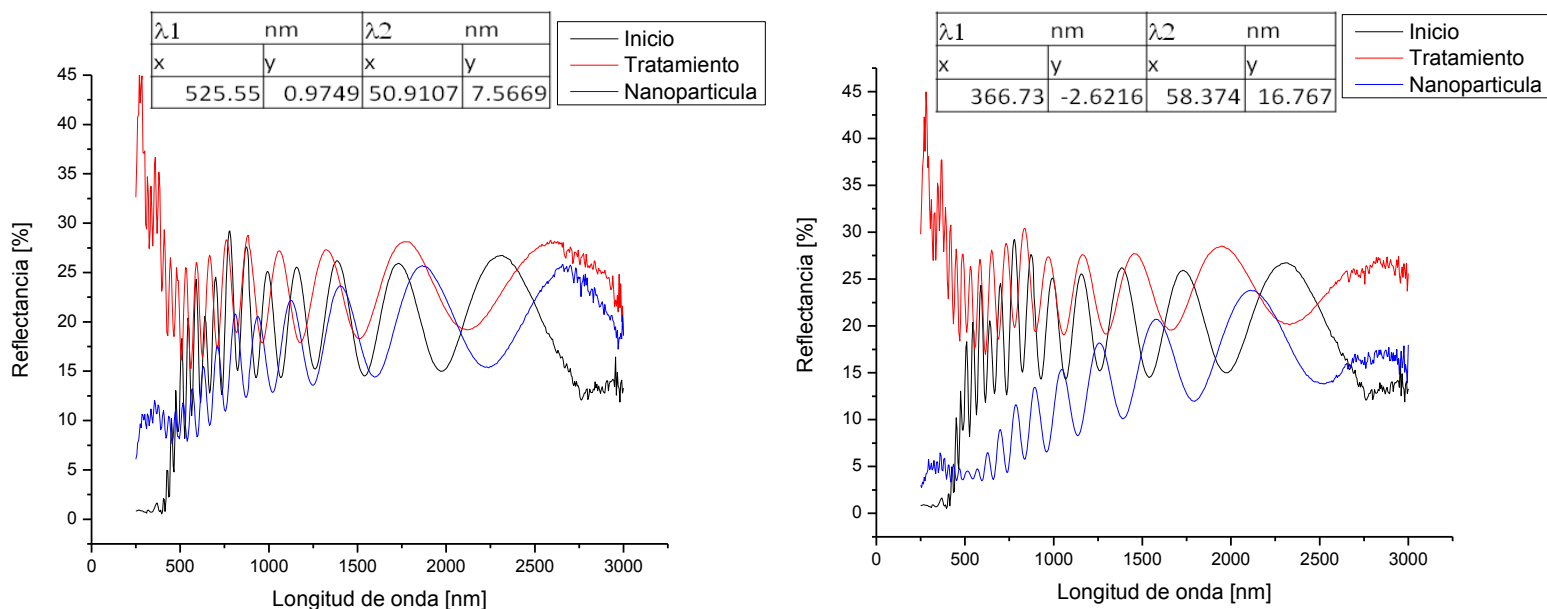 λ1 nm λ2 nm
x y x y
525.55 0.9749 50.9107 7.5669
Inicio
Tratamiento
Nanoparticula
45
40
35
30
25
20
15
10
5
0
Reflectancia [%]
0 500 1000 1500 2000 2500 3000
Longitud de onda [nm]
λ1 nm λ2 nm
x y x y
366.73 -2.6216 58.374 16.767
Inicio
Tratamiento
Nanoparticula
45
40
35
30
25
20
15
10
5
0
Reflectancia [%]
0 500 1000 1500 2000 2500 3000
Longitud de onda [nm]